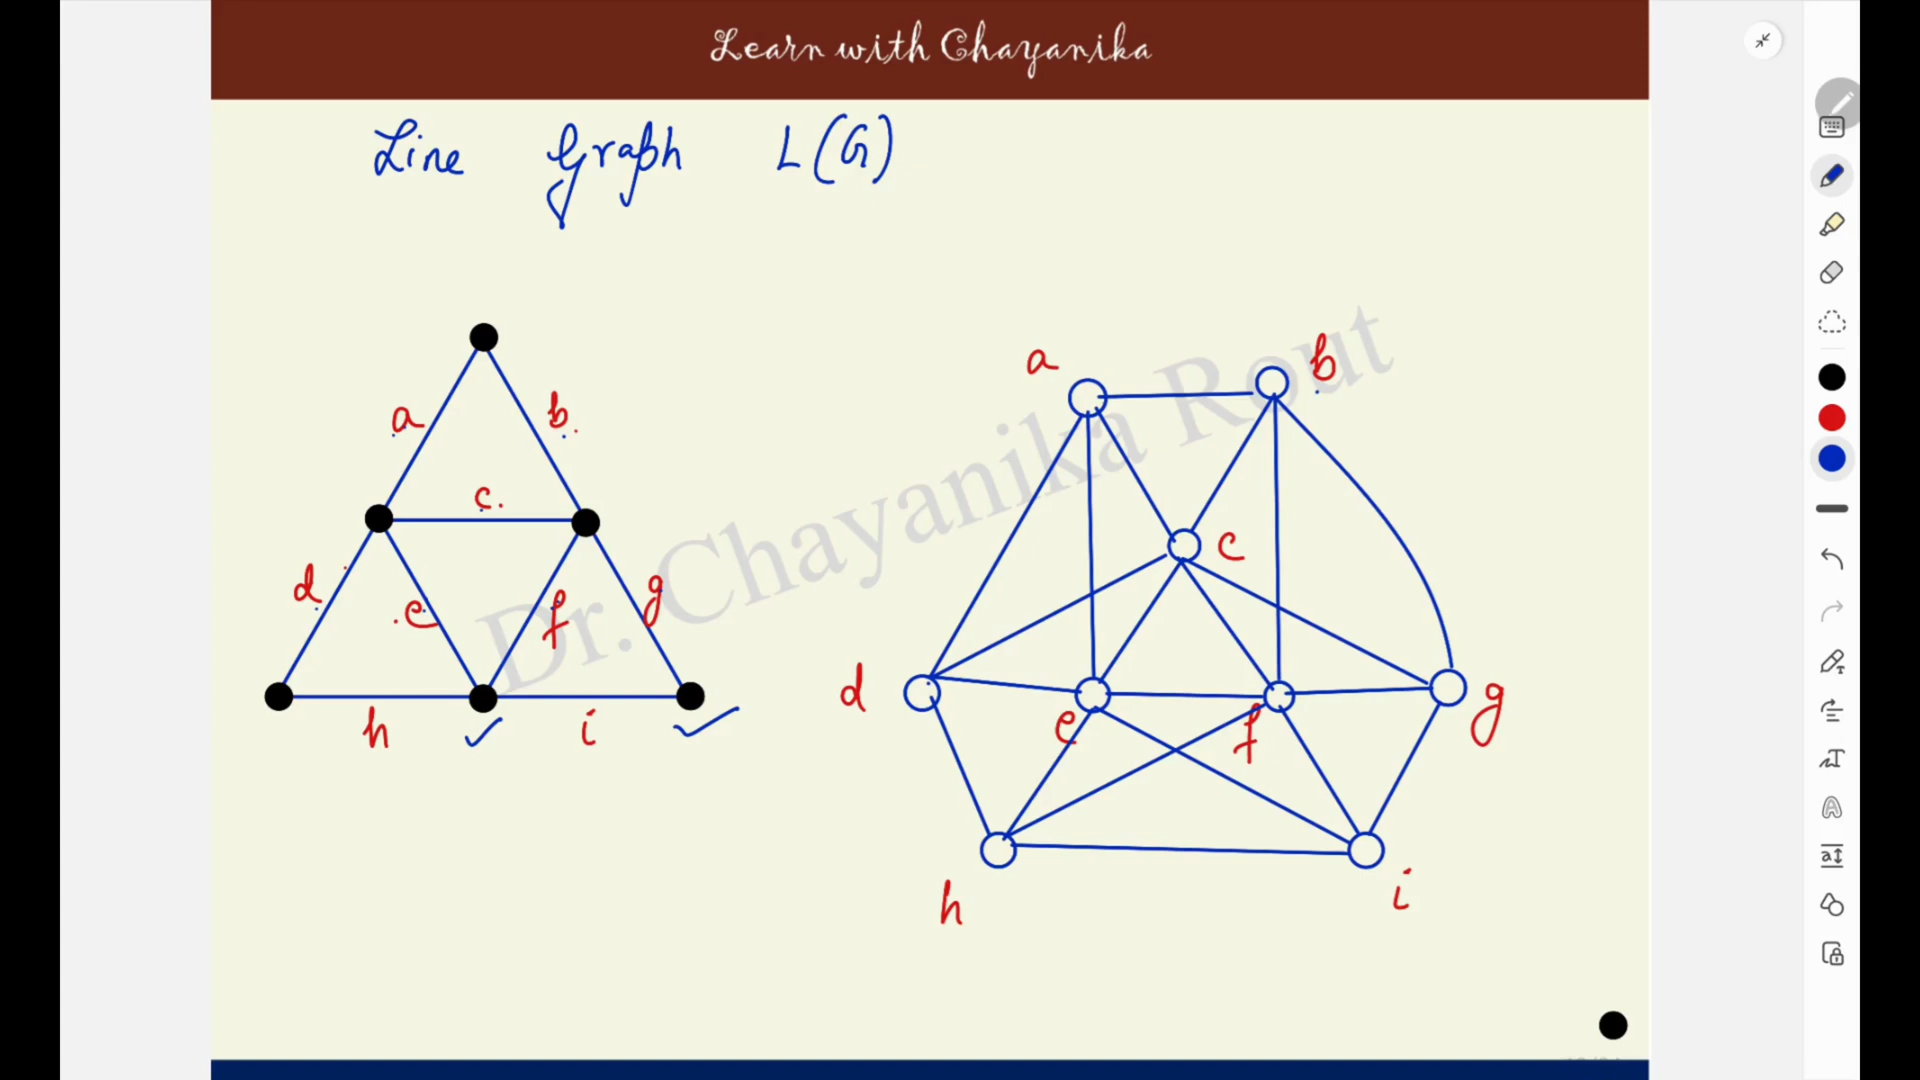 Learn with Chayanika
Line Graph L(G)
a b
a b.
c.
c
d .e f g
d e f g
h i
h i
Dr. Chayanika Rout